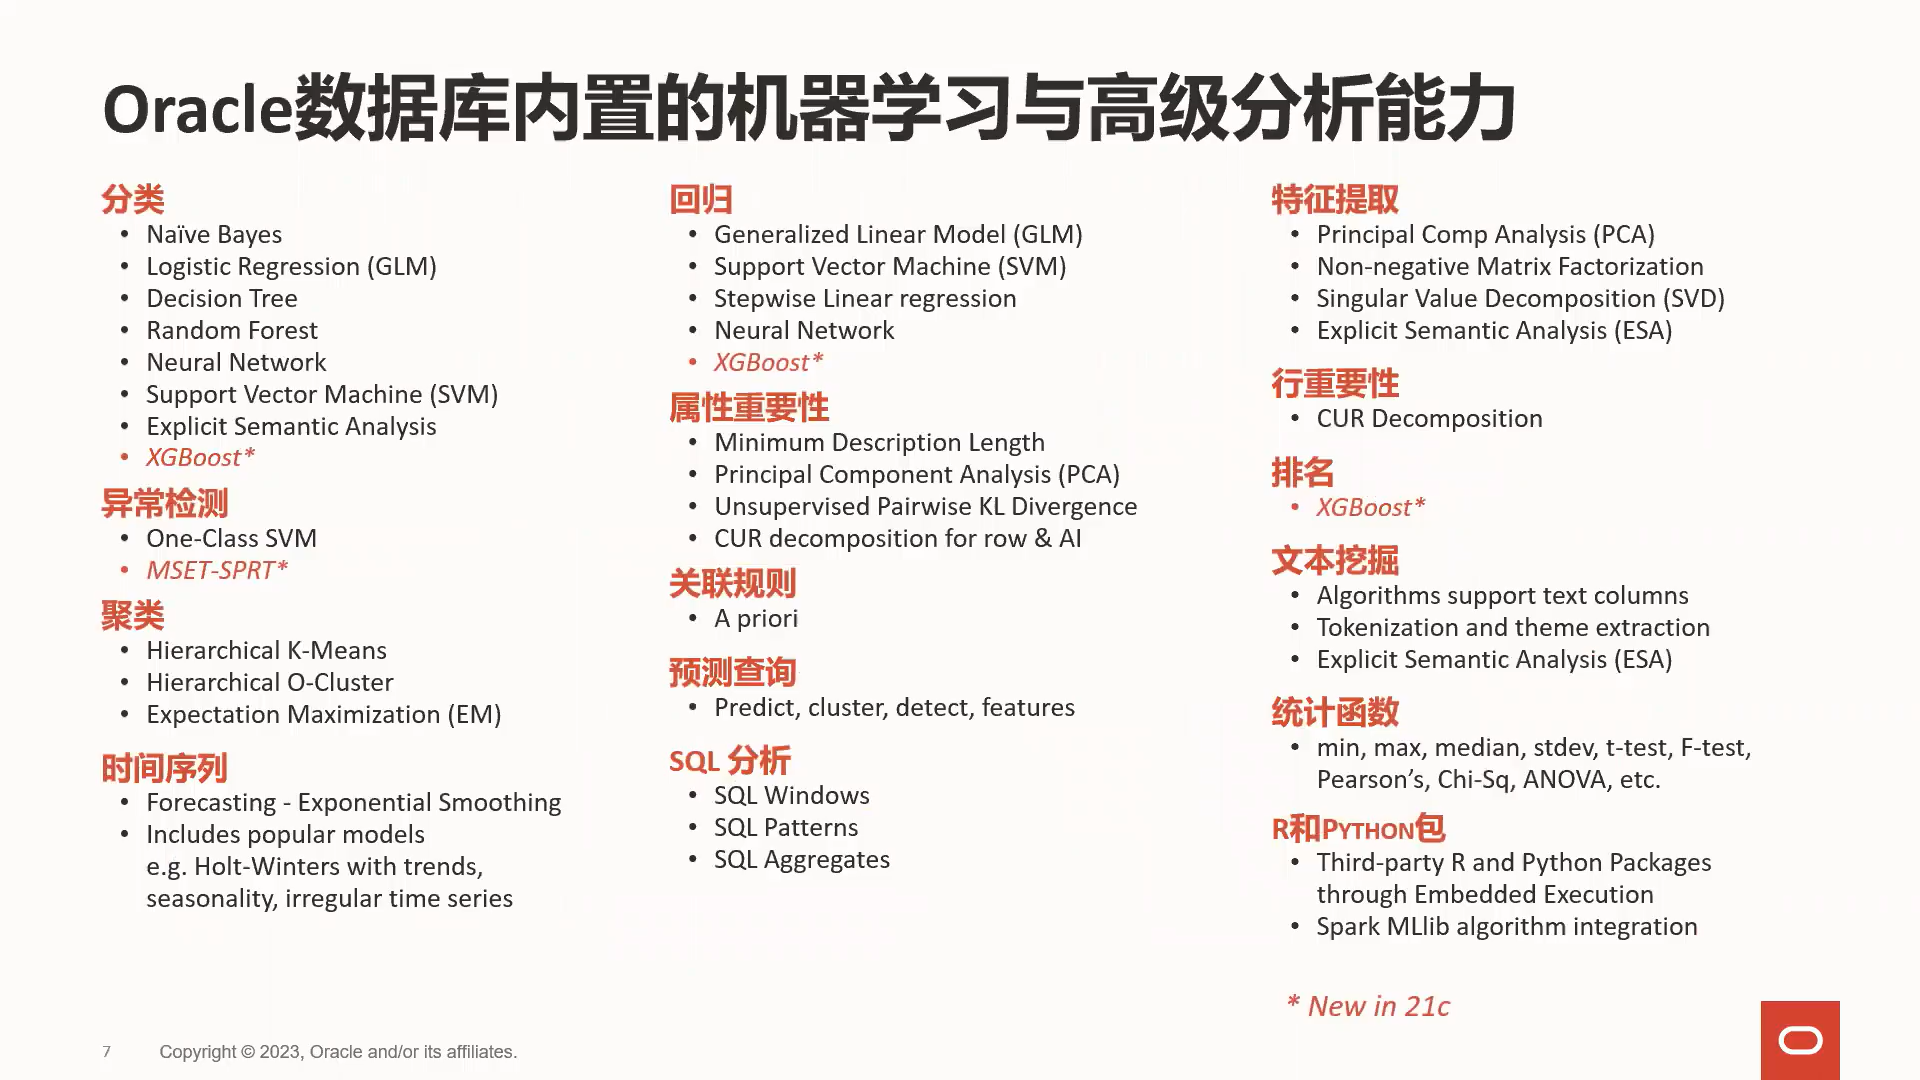 Oracle数据库内置的机器学习与高级分析能力
分类
• Naïve Bayes
• Logistic Regression (GLM)
• Decision Tree
• Random Forest
• Neural Network
• Support Vector Machine (SVM)
• Explicit Semantic Analysis
• XGBoost*
异常检测
• One-Class SVM
• MSET-SPRT*
聚类
• Hierarchical K-Means
• Hierarchical O-Cluster
• Expectation Maximization (EM)
时间序列
• Forecasting - Exponential Smoothing
• Includes popular models
e.g. Holt-Winters with trends,
seasonality, irregular time series
回归
• Generalized Linear Model (GLM)
• Support Vector Machine (SVM)
• Stepwise Linear regression
• Neural Network
• XGBoost*
属性重要性
• Minimum Description Length
• Principal Component Analysis (PCA)
• Unsupervised Pairwise KL Divergence
• CUR decomposition for row & AI
关联规则
• A priori
预测查询
• Predict, cluster, detect, features
SQL 分析
• SQL Windows
• SQL Patterns
• SQL Aggregates
特征提取
• Principal Comp Analysis (PCA)
• Non-negative Matrix Factorization
• Singular Value Decomposition (SVD)
• Explicit Semantic Analysis (ESA)
行重要性
• CUR Decomposition
排名
• XGBoost*
文本挖掘
• Algorithms support text columns
• Tokenization and theme extraction
• Explicit Semantic Analysis (ESA)
统计函数
• min, max, median, stdev, t-test, F-test,
Pearson’s, Chi-Sq, ANOVA, etc.
R和PYTHON包
• Third-party R and Python Packages
through Embedded Execution
• Spark MLlib algorithm integration
* New in 21c
7 Copyright © 2023, Oracle and/or its affiliates.